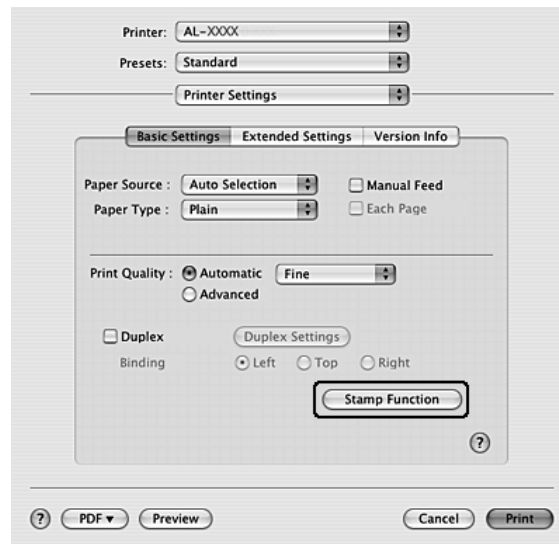 Printer: AL-XXXX
Presets: Standard
Printer Settings
Basic Settings Extended Settings Version Info
Paper Source : Auto Selection Manual Feed
Paper Type : Plain Each Page
Print Quality : Automatic Fine
Advanced
Duplex Duplex Settings
Binding Left Top Right
Stamp Function
?
? PDF ▼ Preview Cancel Print